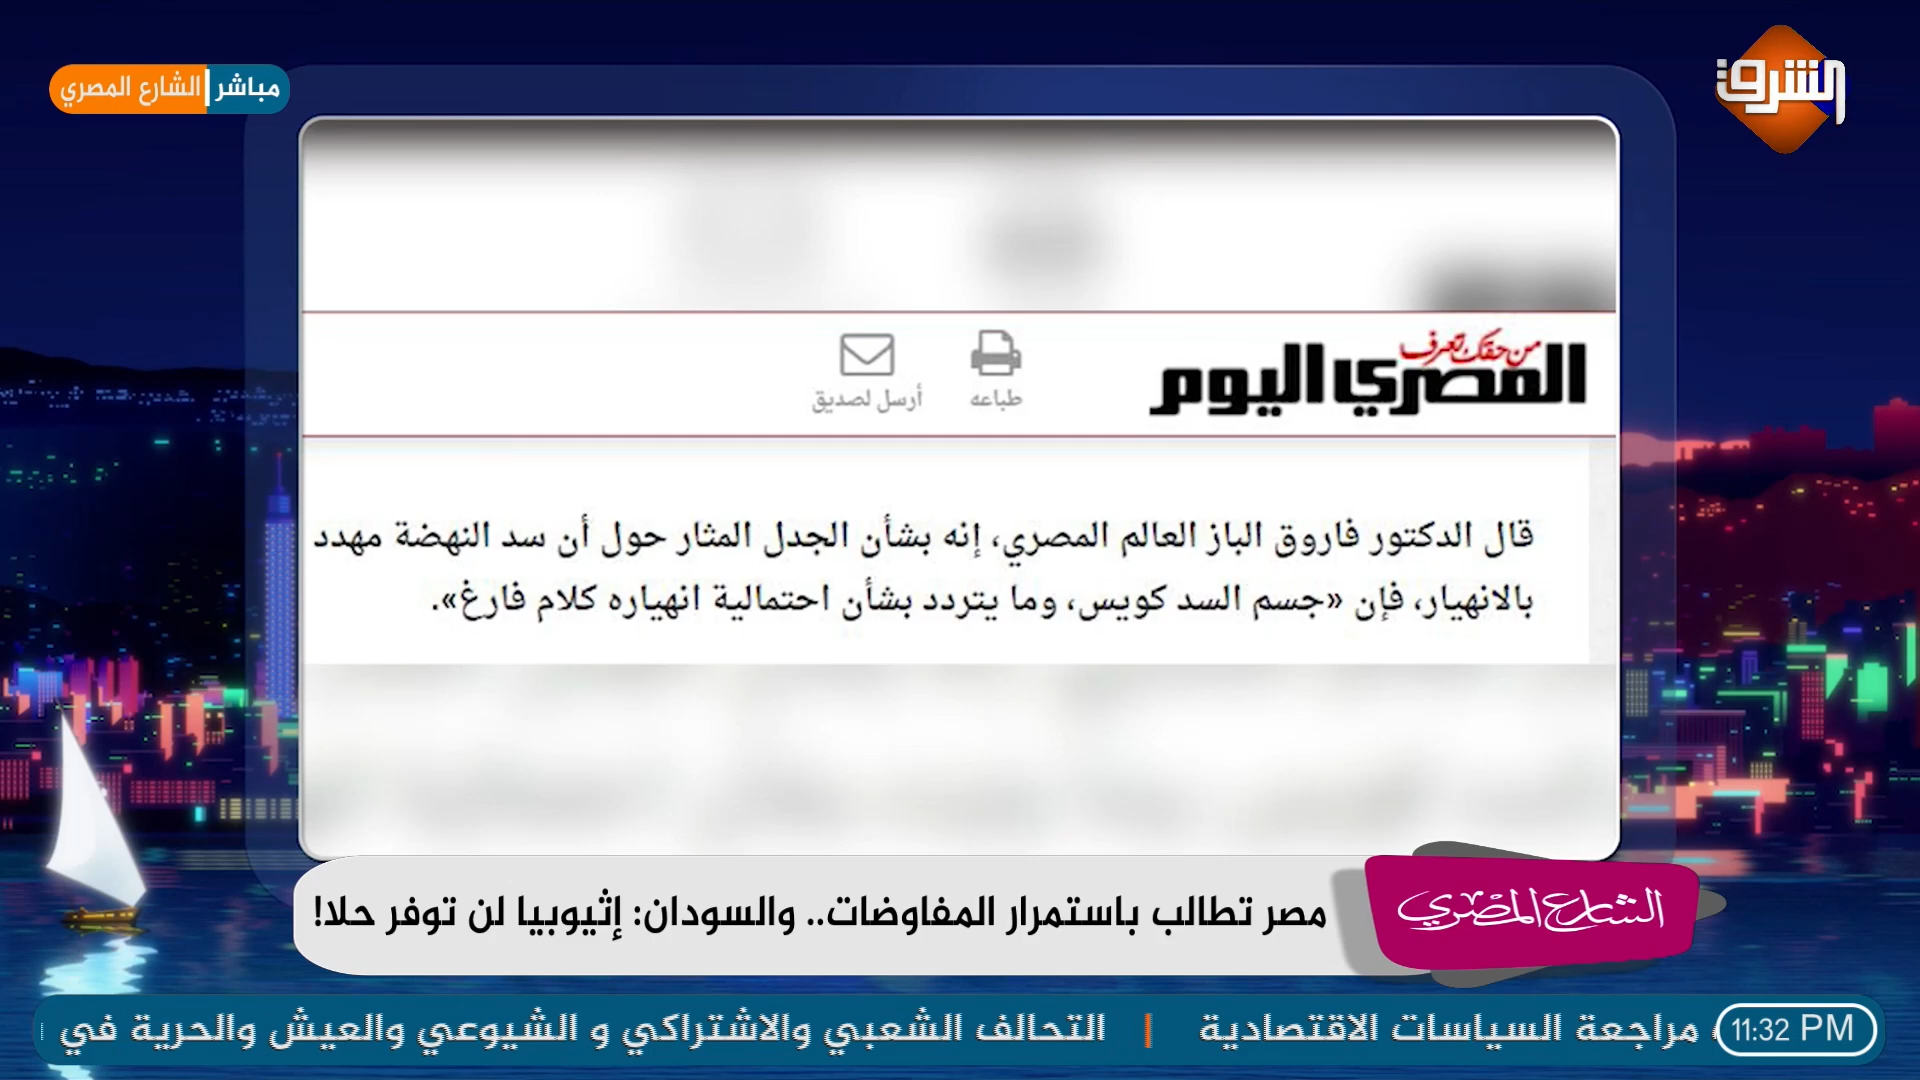 الشرق
مباشر | الشارع المصري
من حقك تعرف
المصري اليوم
طباعه
أرسل لصديق
قال الدكتور فاروق الباز العالم المصري، إنه بشأن الجدل المثار حول أن سد النهضة مهدد
بالانهيار، فإن «جسم السد كويس، وما يتردد بشأن احتمالية انهياره كلام فارغ».
الشارع المصري
مصر تطالب باستمرار المفاوضات.. والسودان: إثيوبيا لن توفر حلا!
11:32 PM
مراجعة السياسات الاقتصادية | التحالف الشعبي والاشتراكي و الشيوعي والعيش والحرية في